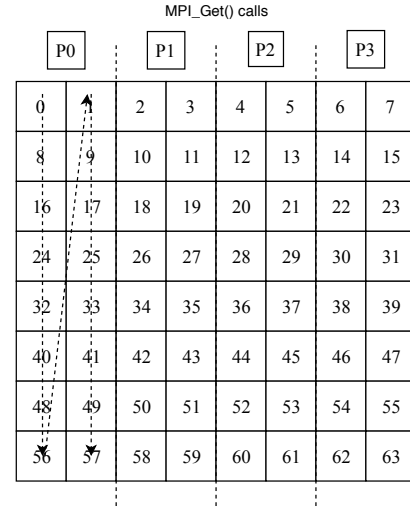 MPI_Get() calls
P0 P1 P2 P3
0 1 2 3 4 5 6 7
8 9 10 11 12 13 14 15
16 17 18 19 20 21 22 23
24 25 26 27 28 29 30 31
32 33 34 35 36 37 38 39
40 41 42 43 44 45 46 47
48 49 50 51 52 53 54 55
56 57 58 59 60 61 62 63